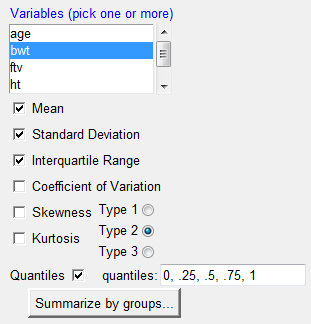 Variables (pick one or more)
age
bwt
ftv
ht
Mean
Standard Deviation
Interquartile Range
Coefficient of Variation
Skewness Type 1
Type 2
Kurtosis
Type 3
Quantiles quantiles: 0, .25, .5, .75, 1
Summarize by groups...